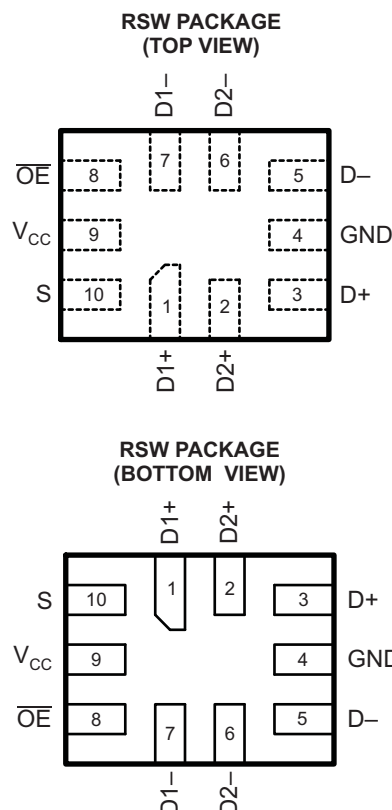 RSW PACKAGE
(TOP VIEW)
D1– D2–
O̅E̅ 8 7 6 5 D–
VCC 9 4 GND
S 10 1 2 3 D+
D1+ D2+
RSW PACKAGE
(BOTTOM VIEW)
D1+ D2+
S 10 1 2 3 D+
VCC 9 4 GND
O̅E̅ 8 7 6 5 D–
D1– D2–